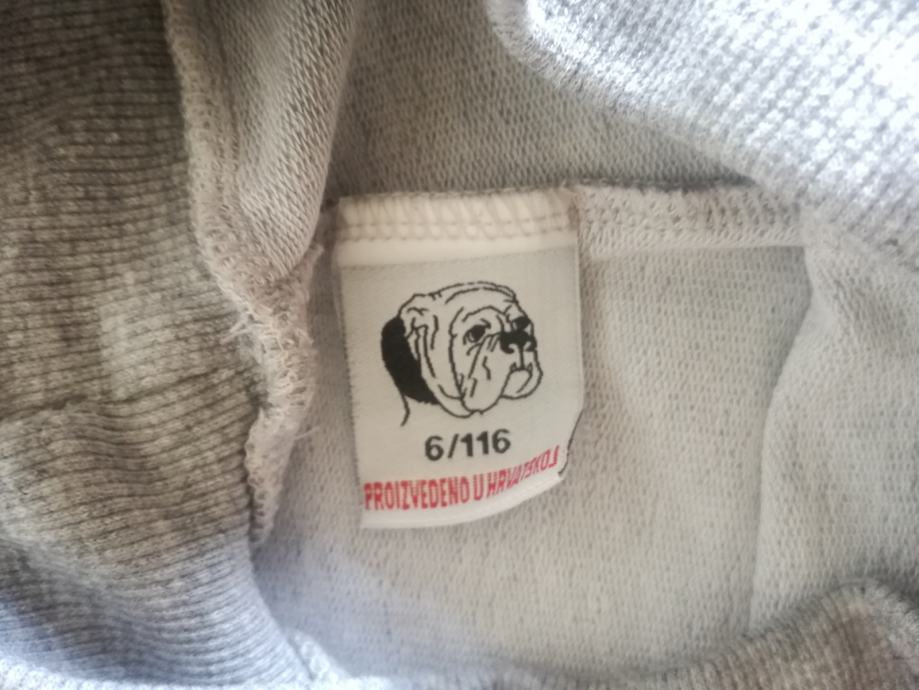 6/116
PROIZVEDENO U HRVATSKOJ